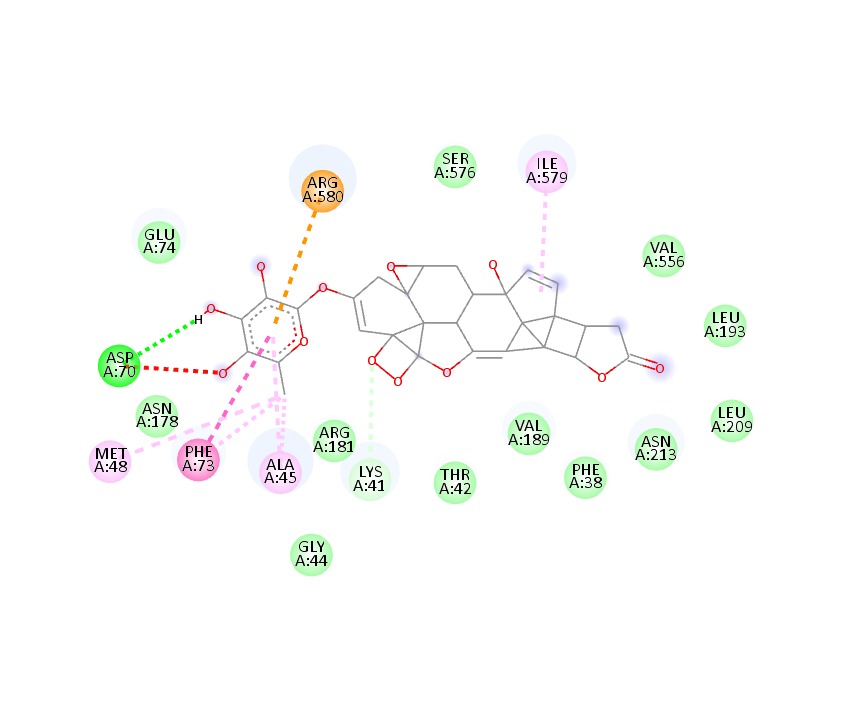 SER
A:576
ILE
A:579
ARG
A:580
GLU
A:74
VAL
A:556
O
O
O
O
O
O
H
LEU
A:193
O
ASP
A:70
O
O
O
O
O
O
ASN
A:178
LEU
A:209
MET
A:48
PHE
A:73
ALA
A:45
ARG
A:181
LYS
A:41
THR
A:42
VAL
A:189
PHE
A:38
ASN
A:213
GLY
A:44